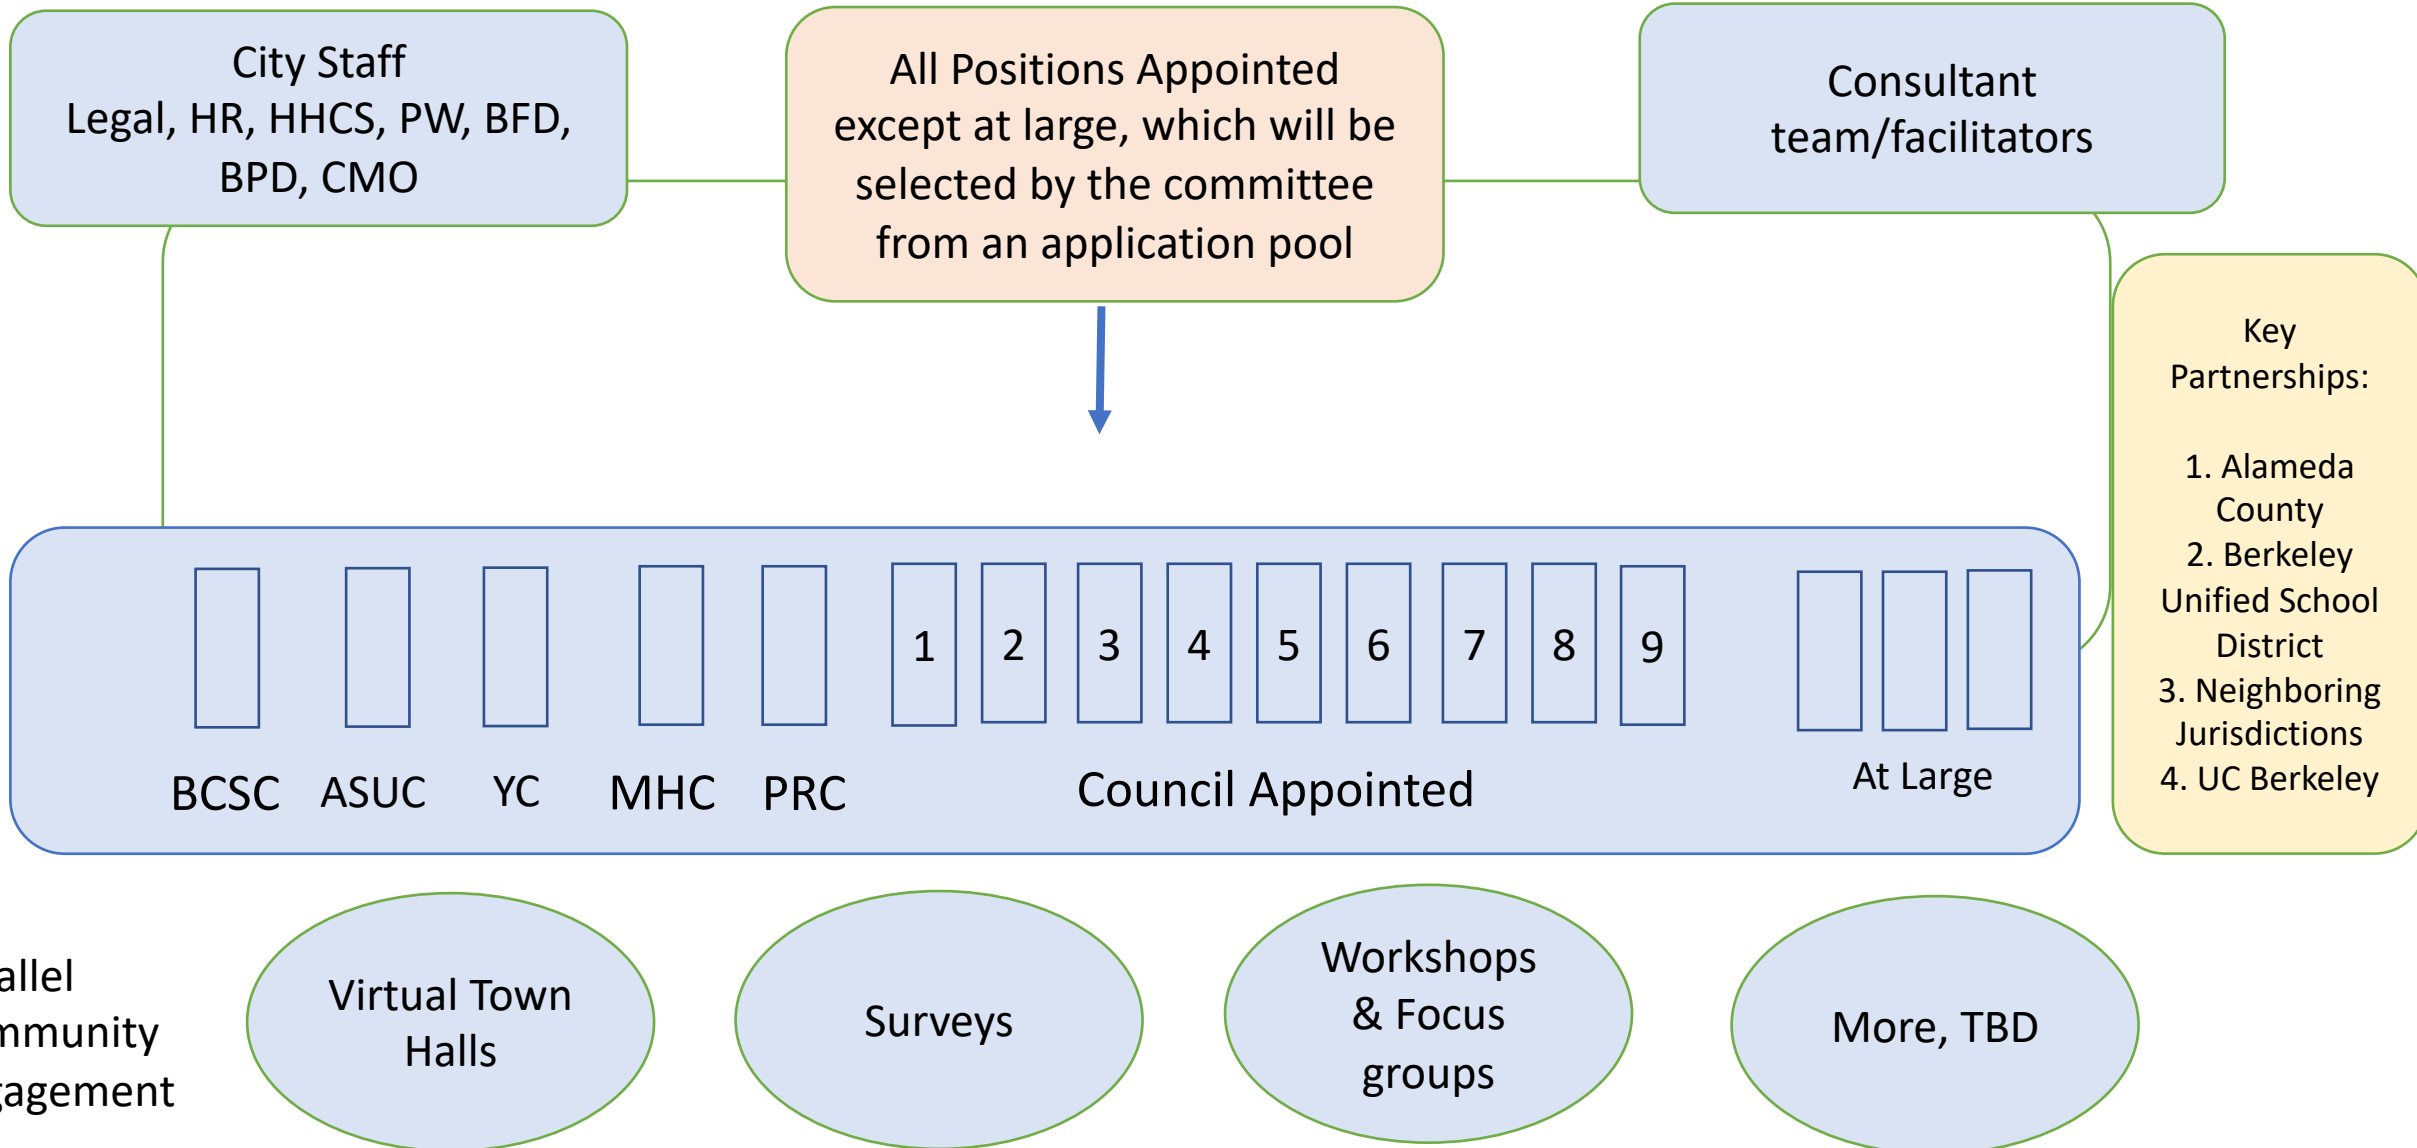 City Staff
Legal, HR, HHCS, PW, BFD,
BPD, CMO
All Positions Appointed
except at large, which will be
selected by the committee
from an application pool
Consultant
team/facilitators
Key
Partnerships:
1. Alameda
County
2. Berkeley
Unified School
District
3. Neighboring
Jurisdictions
4. UC Berkeley
1 2 3 4 5 6 7 8 9
BCSC ASUC YC MHC PRC Council Appointed At Large
allel
mmunity
gagement
Virtual Town
Halls
Surveys
Workshops
& Focus
groups
More, TBD